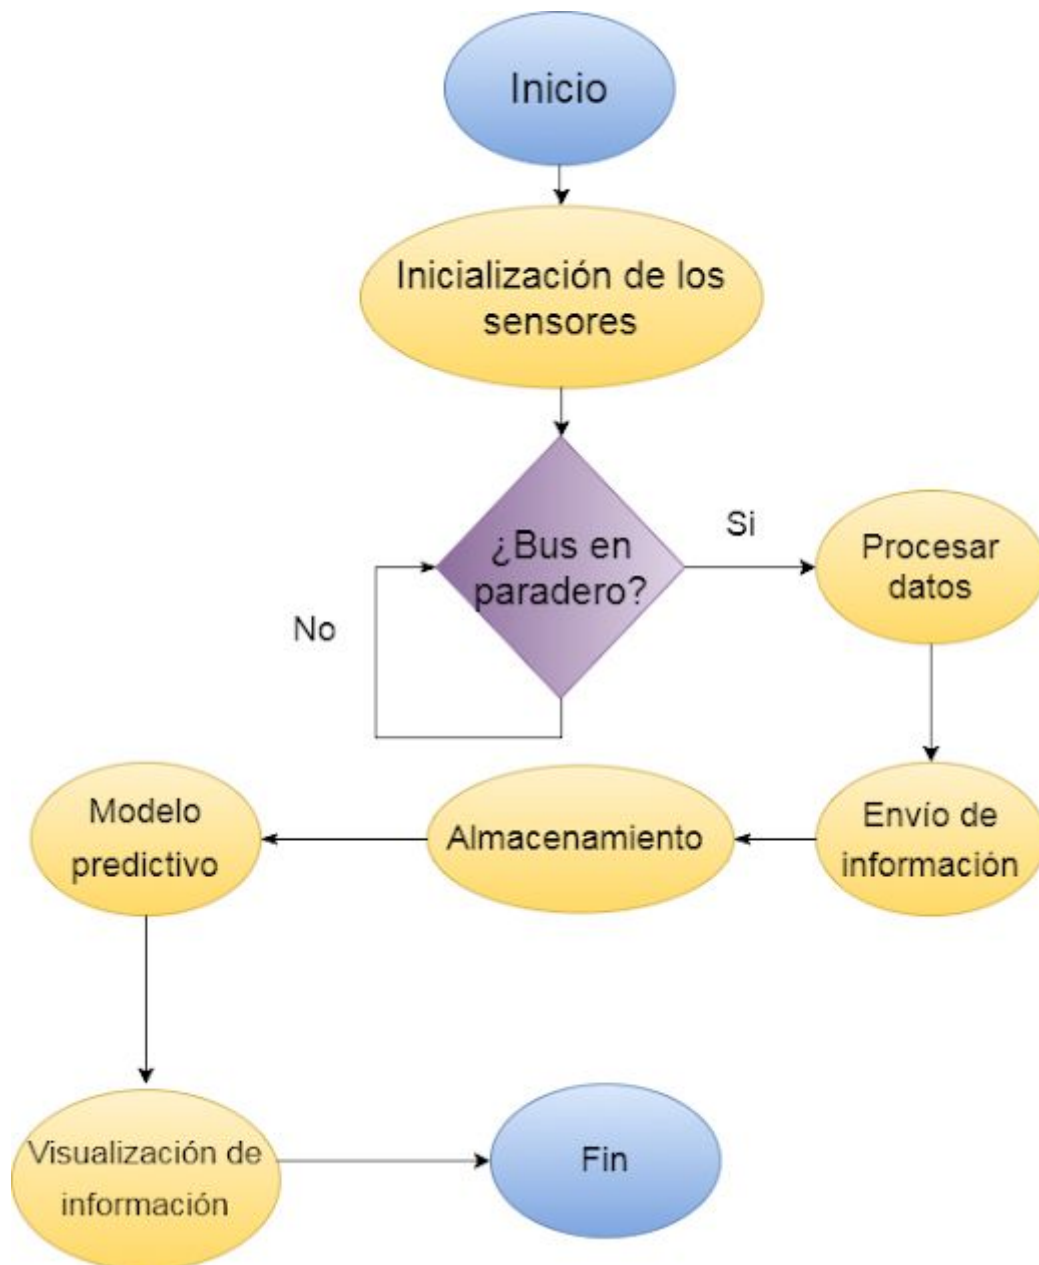 Inicio
Inicialización de los
sensores
¿Bus en
paradero?
Si
Procesar
datos
No
Envío de
información
Almacenamiento
Modelo
predictivo
Visualización de
información
Fin